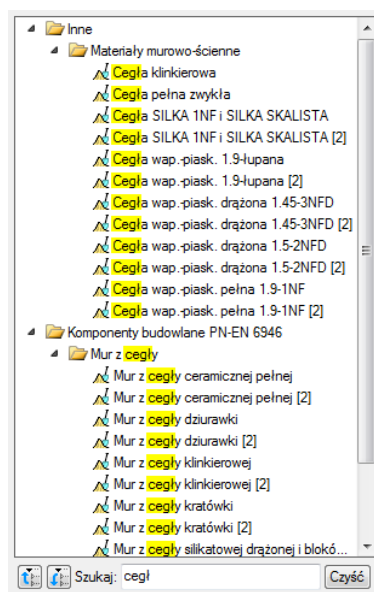 Inne
Materiały murowo-ścienne
Cegła klinkierowa
Cegła pełna zwykła
Cegła SILKA 1NF i SILKA SKALISTA
Cegła SILKA 1NF i SILKA SKALISTA [2]
Cegła wap.-piask. 1.9-łupana
Cegła wap.-piask. 1.9-łupana [2]
Cegła wap.-piask. drążona 1.45-3NFD
Cegła wap.-piask. drążona 1.45-3NFD [2]
Cegła wap.-piask. drążona 1.5-2NFD
Cegła wap.-piask. drążona 1.5-2NFD [2]
Cegła wap.-piask. pełna 1.9-1NF
Cegła wap.-piask. pełna 1.9-1NF [2]
Komponenty budowlane PN-EN 6946
Mur z cegły
Mur z cegły ceramicznej pełnej
Mur z cegły ceramicznej pełnej [2]
Mur z cegły dziurawki
Mur z cegły dziurawki [2]
Mur z cegły klinkierowej
Mur z cegły klinkierowej [2]
Mur z cegły kratówki
Mur z cegły kratówki [2]
Mur z cegły silikatowej drążonej i blokó...
Szukaj: cegł Czyść